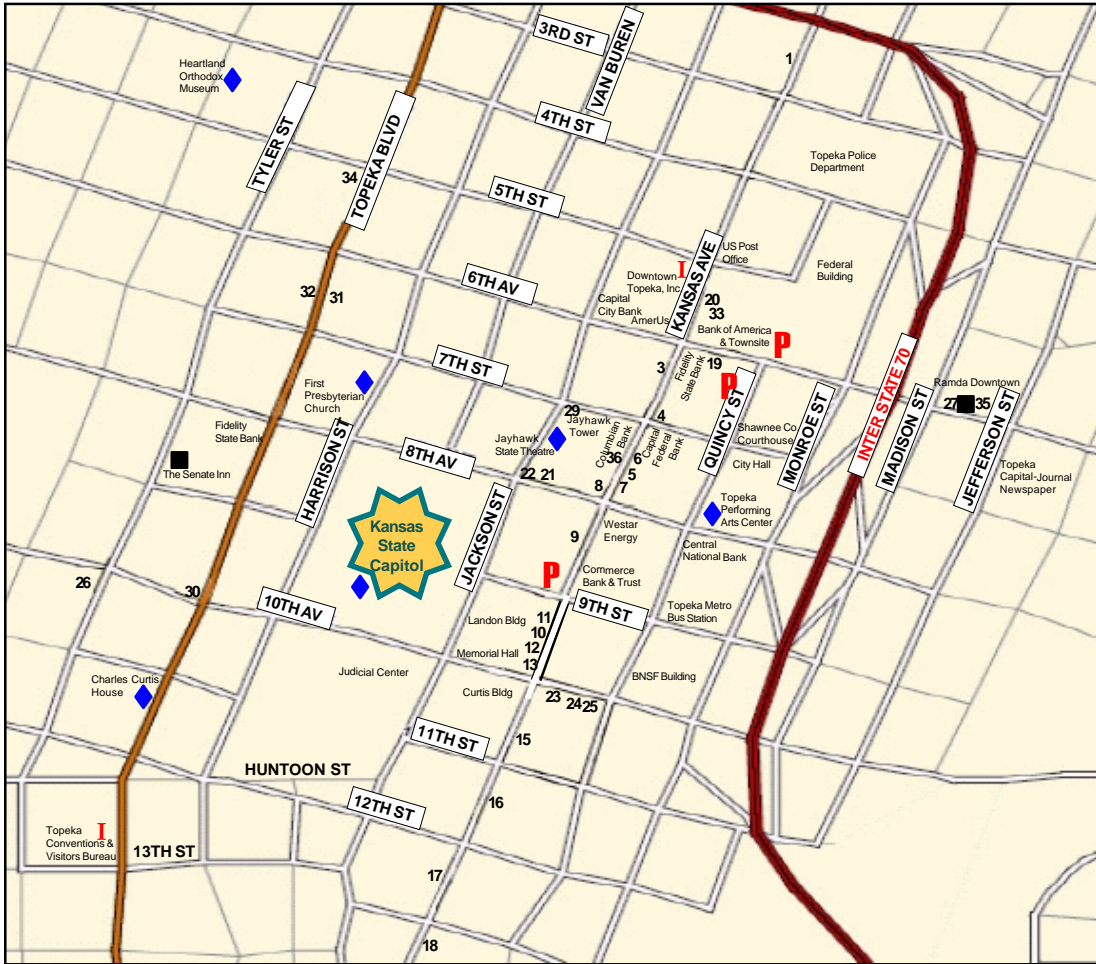 3RD ST
VAN BUREN
1
Heartland
Orthodox
Museum
TYLER ST
TOPEKA BLVD
4TH ST
Topeka Police
Department
34
5TH ST
US Post
Office
KANSAS AVE
I
Downtown
Topeka, Inc
Federal
Building
6TH AV
32
31
Capital
City Bank
AmerUs
20
33
Bank of America
& Townsite
P
INTER STATE 70
7TH ST
3
Fidelity
State Bank
19
P
QUINCY ST
MONROE ST
MADISON ST
Ramda Downtown
27
35
JEFFERSON ST
First
Presbyterian
Church
29
Jayhawk
Tower
4
Fidelity
State Bank
HARRISON ST
8TH AV
Jayhawk
State Theatre
Columbian
Bank
36
Capital
Federal
Bank
Shawnee Co.
Courthouse
City Hall
6
5
7
8
The Senate Inn
22
21
Topeka
Capital-Journal
Newspaper
Topeka
Performing
Arts Center
Kansas
State
Capitol
JACKSON ST
9
Westar
Energy
Central
National Bank
26
30
10TH AV
P
Commerce
Bank & Trust
9TH ST
Topeka Metro
Bus Station
Landon Bldg
11
10
12
13
Memorial Hall
Judicial Center
Curtis Bldg
BNSF Building
Charles Curtis
House
23
24
25
11TH ST
15
HUNTOON ST
12TH ST
16
Topeka
Conventions &
Visitors Bureau
I
13TH ST
17
18